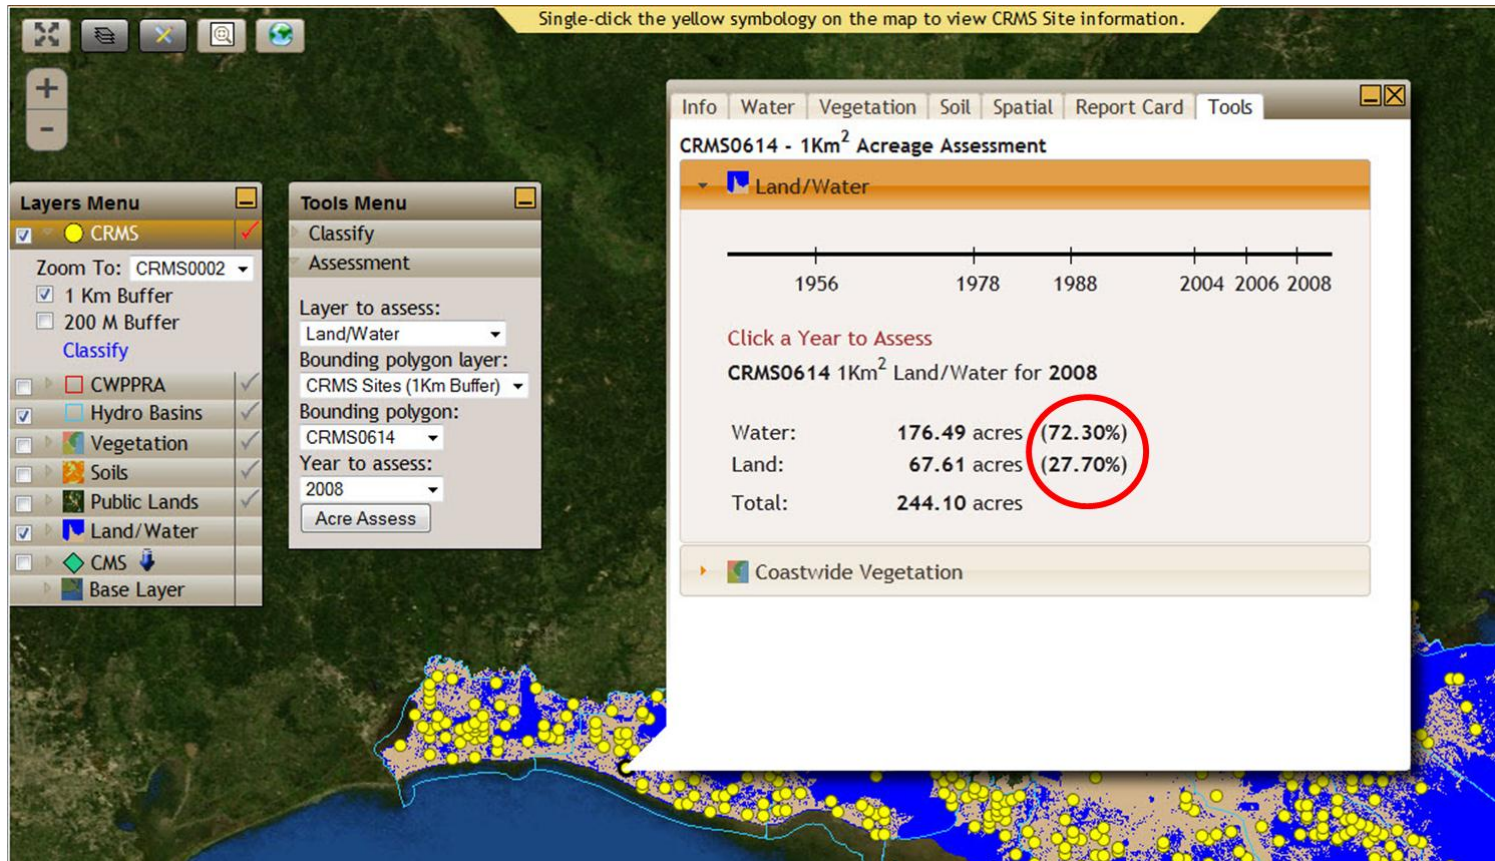 Single-click the yellow symbology on the map to view CRMS Site information.
+
-
Layers Menu
CRMS
Zoom To: CRMS0002
1 Km Buffer
200 M Buffer
Classify
CWPPRA
Hydro Basins
Vegetation
Soils
Public Lands
Land/Water
CMS
Base Layer
Tools Menu
Classify
Assessment
Layer to assess:
Land/Water
Bounding polygon layer:
CRMS Sites (1Km Buffer)
Bounding polygon:
CRMS0614
Year to assess:
2008
Acre Assess
Info Water Vegetation Soil Spatial Report Card Tools
CRMS0614 - 1Km² Acreage Assessment
Land/Water
1956 1978 1988 2004 2006 2008
Click a Year to Assess
CRMS0614 1Km² Land/Water for 2008
Water: 176.49 acres (72.30%)
Land: 67.61 acres (27.70%)
Total: 244.10 acres
Coastwide Vegetation